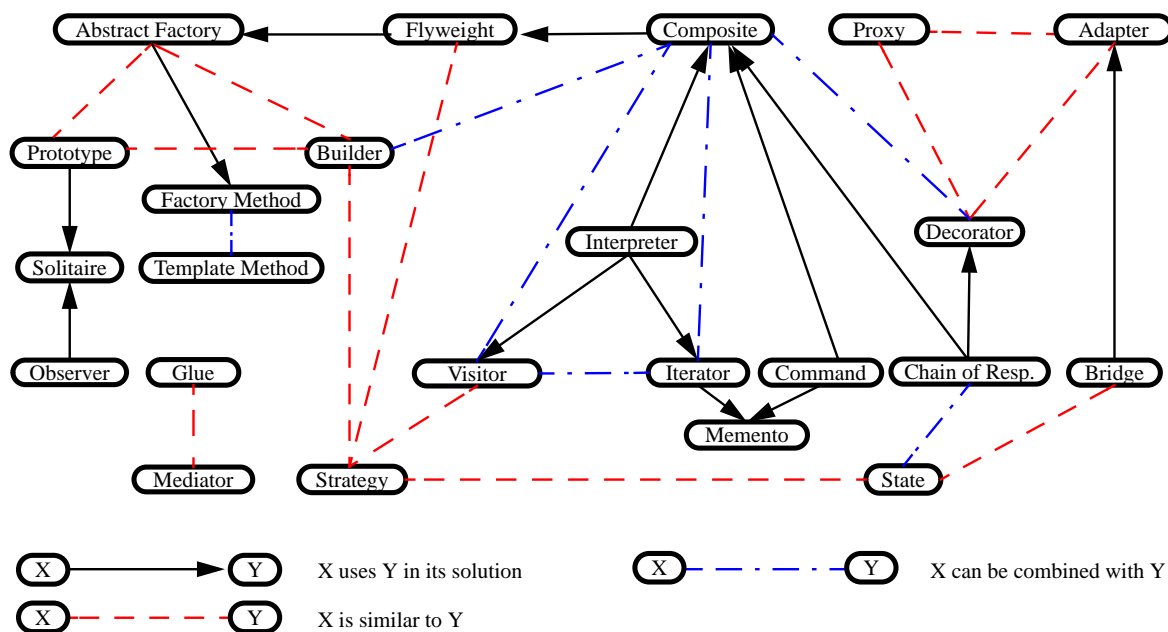 Abstract Factory
Flyweight
Composite
Proxy
Adapter
Prototype
Builder
Factory Method
Decorator
Interpreter
Solitaire
Template Method
Observer
Glue
Visitor
Iterator
Command
Chain of Resp.
Bridge
Memento
Mediator
Strategy
State
X Y X uses Y in its solution
X Y X can be combined with Y
X Y X is similar to Y